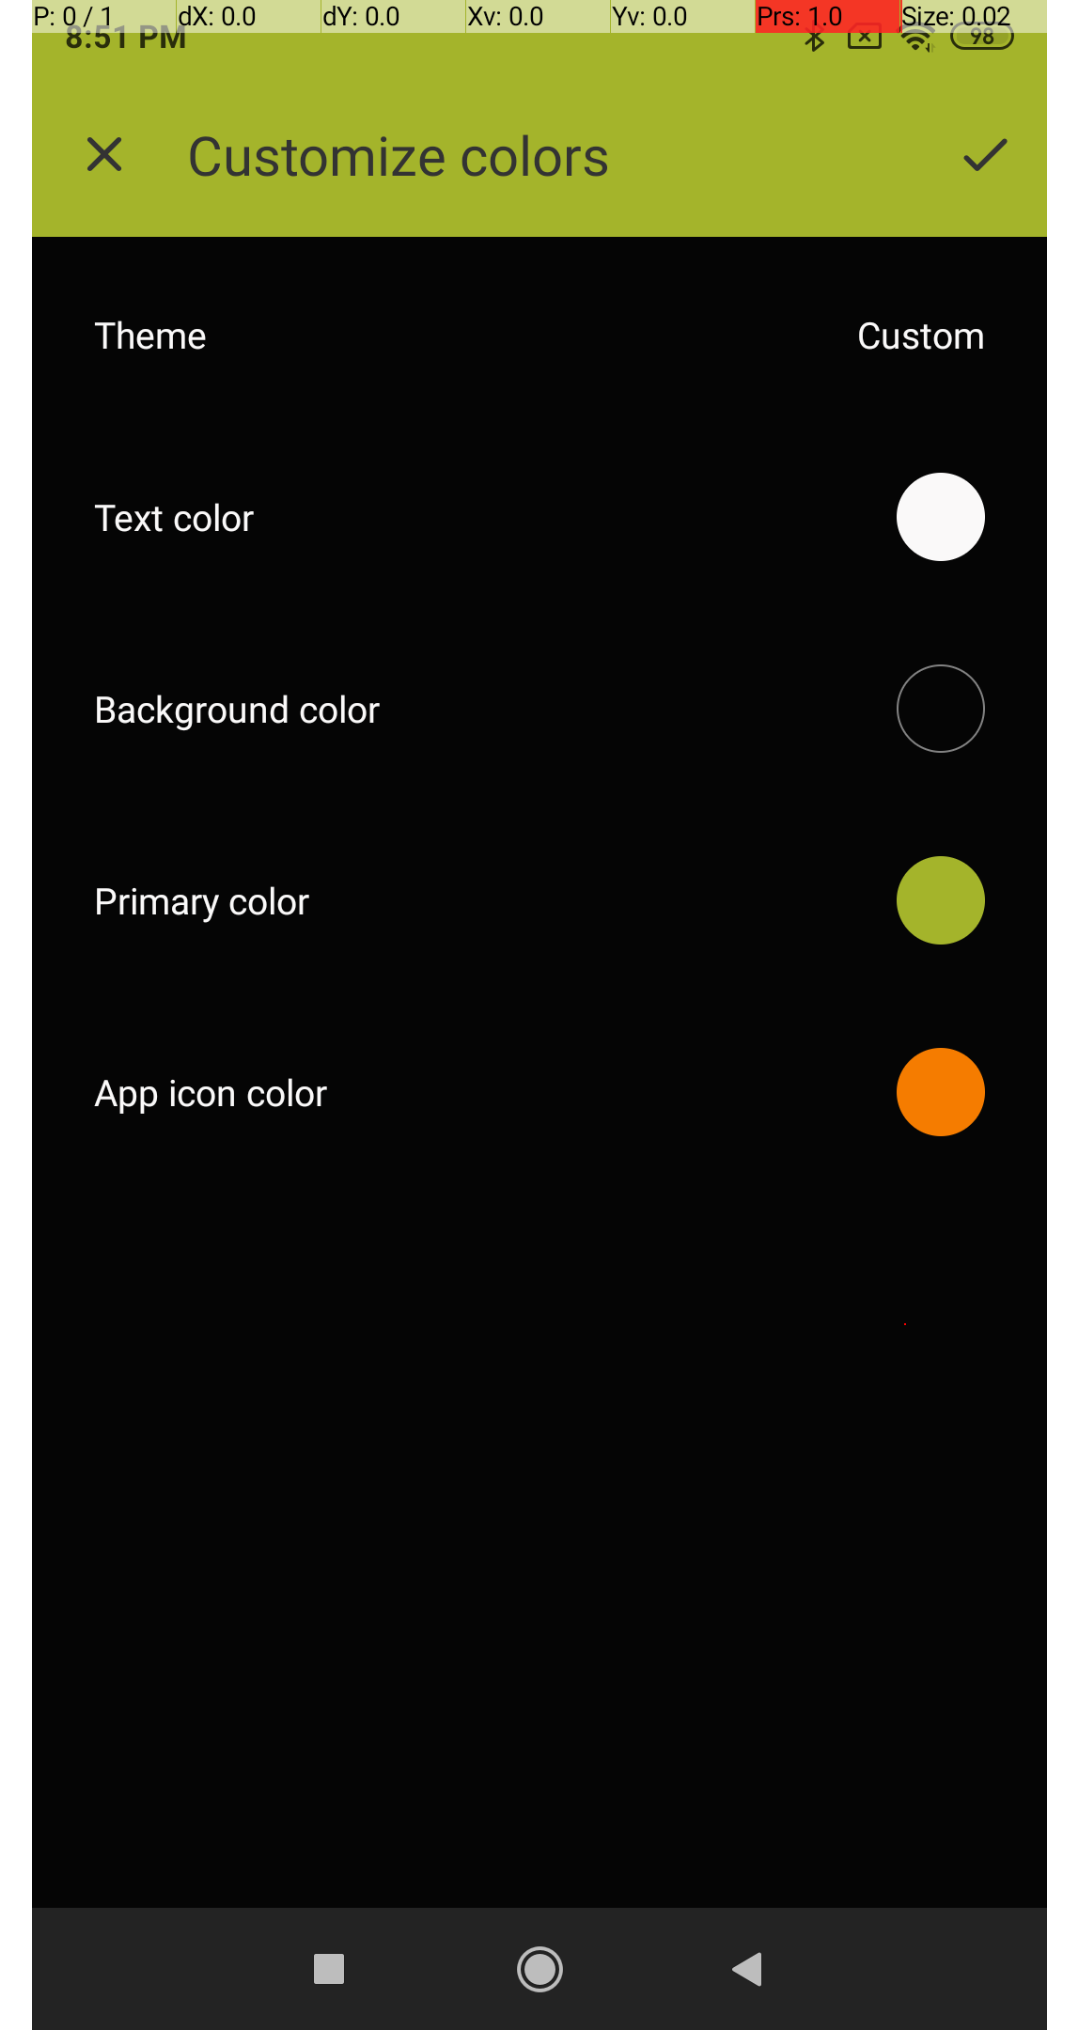 P: 0 / 1 dX: 0.0 dY: 0.0 Xv: 0.0 Yv: 0.0 Prs: 1.0 Size: 0.02
8:51 PM 98
Customize colors
Theme Custom
Text color
Background color
Primary color
App icon color